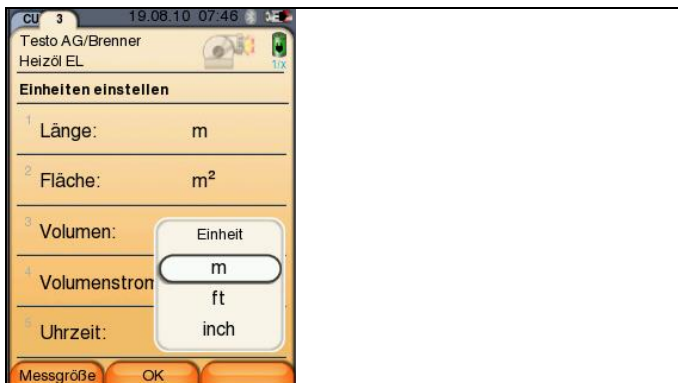 CU 3 19.08.10 07:46
Testo AG/Brenner
Heizöl EL
1/x
Einheiten einstellen
1 Länge: m
2 Fläche: m²
3 Volumen:
4 Volumenstrom
5 Uhrzeit:
Einheit
m
ft
inch
Messgröße OK